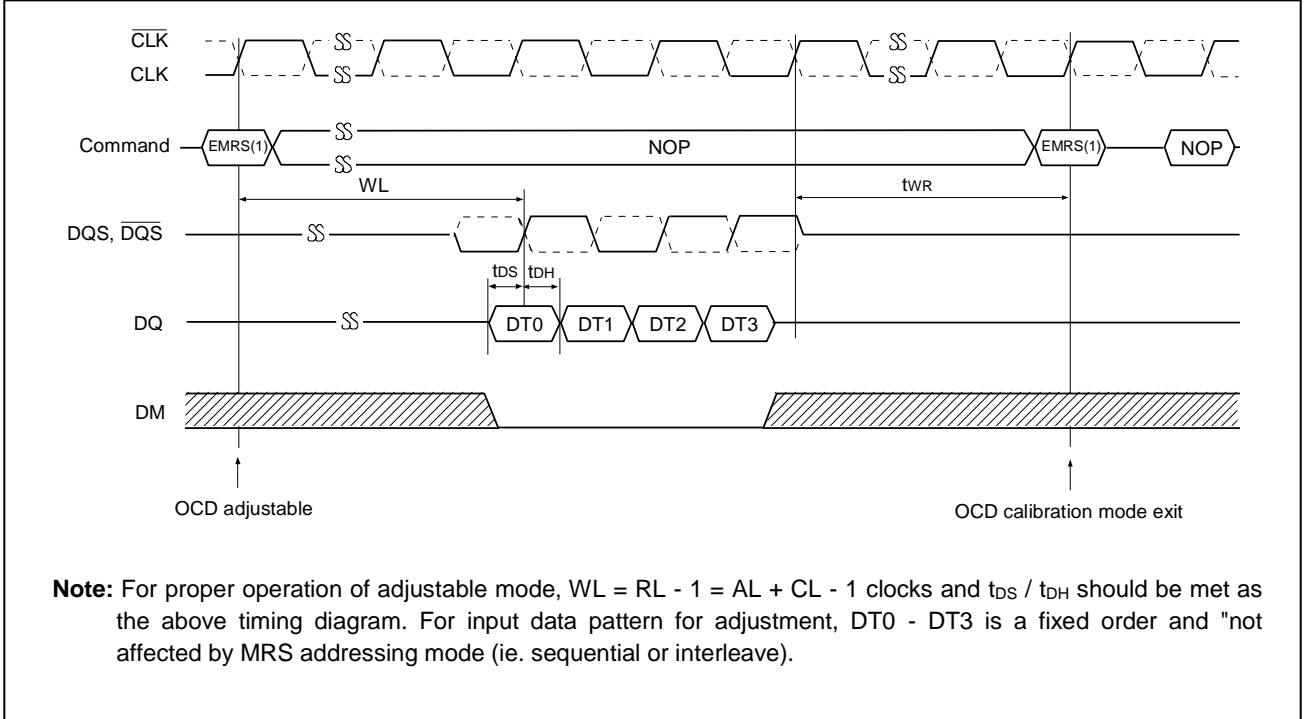 CLK
CLK
Command
EMRS(1)
NOP
EMRS(1)
NOP
WL
tWR
DQS, DQS
tDS
tDH
DQ
DT0
DT1
DT2
DT3
DM
OCD adjustable
OCD calibration mode exit
Note: For proper operation of adjustable mode, WL = RL - 1 = AL + CL - 1 clocks and tDS / tDH should be met as
the above timing diagram. For input data pattern for adjustment, DT0 - DT3 is a fixed order and "not
affected by MRS addressing mode (ie. sequential or interleave).